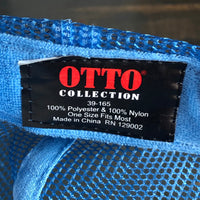 OTTO
COLLECTION
39-165
100% Polyester & 100% Nylon
One Size Fits Most
Made in China RN 129002